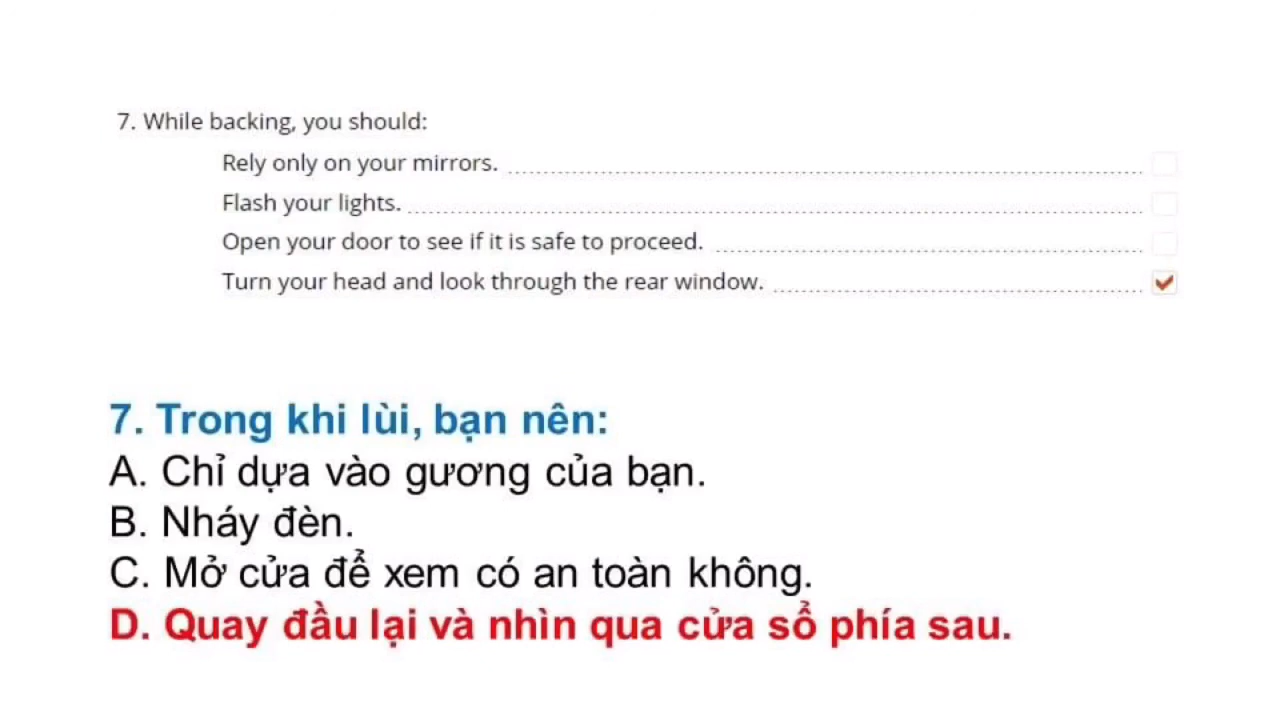 7. While backing, you should:
Rely only on your mirrors.
Flash your lights.
Open your door to see if it is safe to proceed.
Turn your head and look through the rear window.
7. Trong khi lùi, bạn nên:
A. Chỉ dựa vào gương của bạn.
B. Nháy đèn.
C. Mở cửa để xem có an toàn không.
D. Quay đầu lại và nhìn qua cửa sổ phía sau.